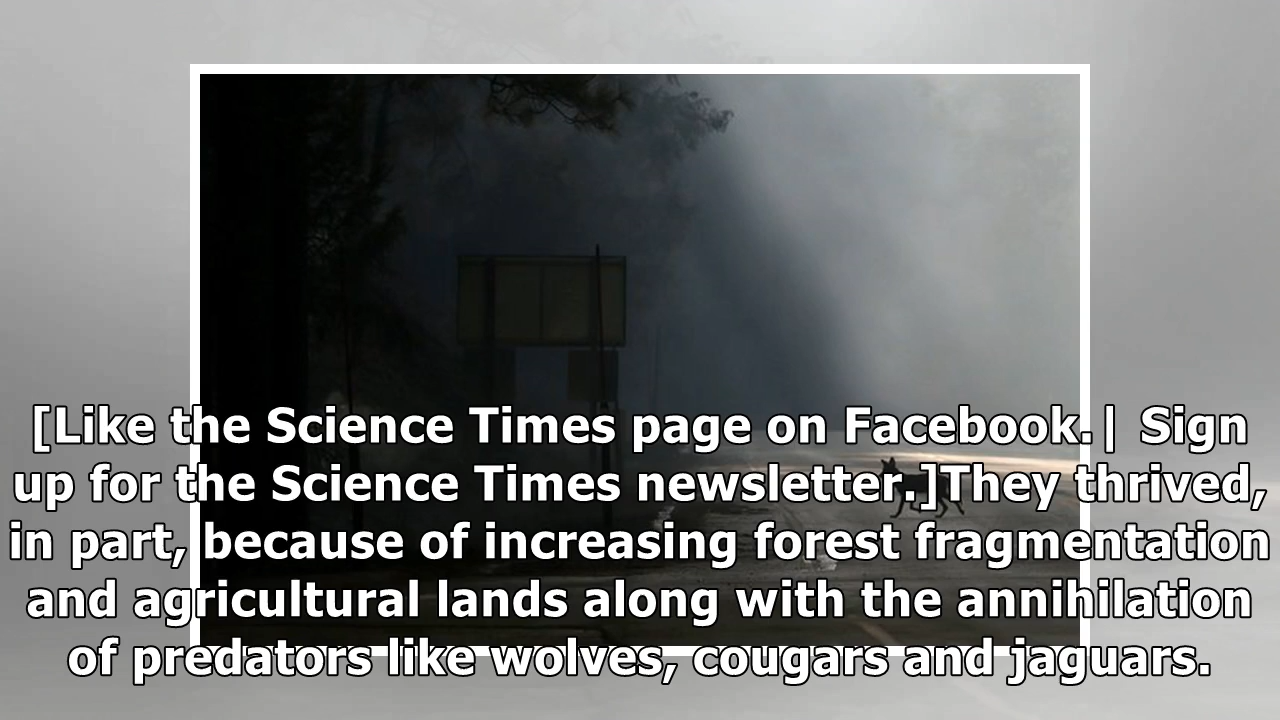 [Like the Science Times page on Facebook.| Sign
up for the Science Times newsletter.]They thrived,
in part, because of increasing forest fragmentation
and agricultural lands along with the annihilation
of predators like wolves, cougars and jaguars.